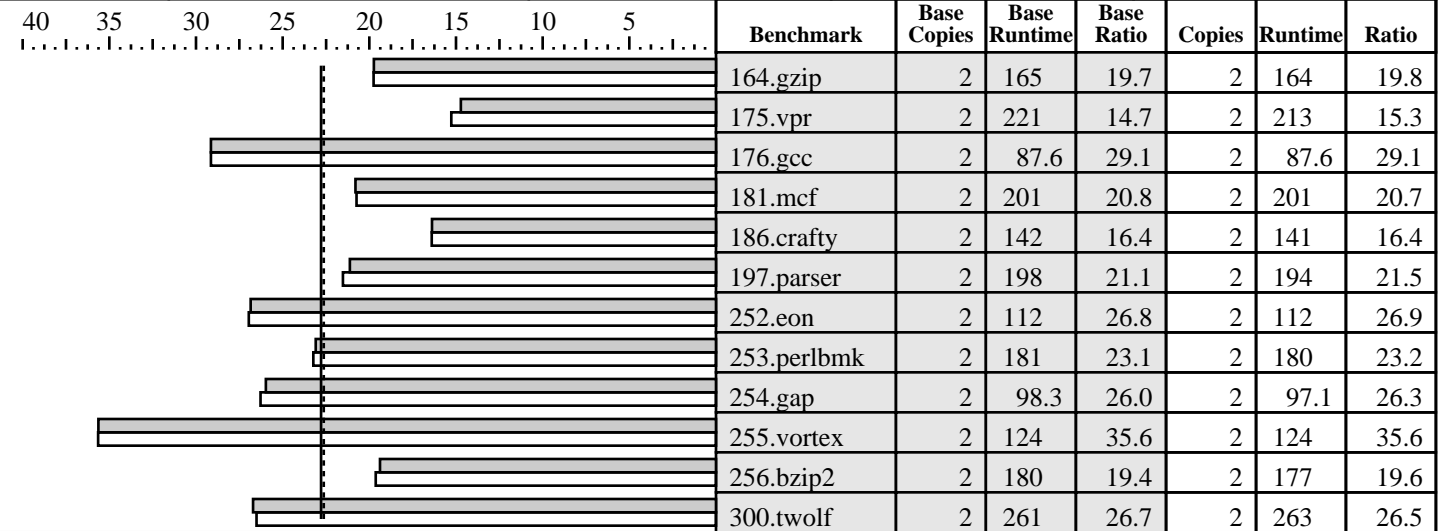 40 35 30 25 20 15 10 5
Benchmark Base Copies Base Runtime Base Ratio Copies Runtime Ratio
164.gzip 2 165 19.7 2 164 19.8
175.vpr 2 221 14.7 2 213 15.3
176.gcc 2 87.6 29.1 2 87.6 29.1
181.mcf 2 201 20.8 2 201 20.7
186.crafty 2 142 16.4 2 141 16.4
197.parser 2 198 21.1 2 194 21.5
252.eon 2 112 26.8 2 112 26.9
253.perlbmk 2 181 23.1 2 180 23.2
254.gap 2 98.3 26.0 2 97.1 26.3
255.vortex 2 124 35.6 2 124 35.6
256.bzip2 2 180 19.4 2 177 19.6
300.twolf 2 261 26.7 2 263 26.5